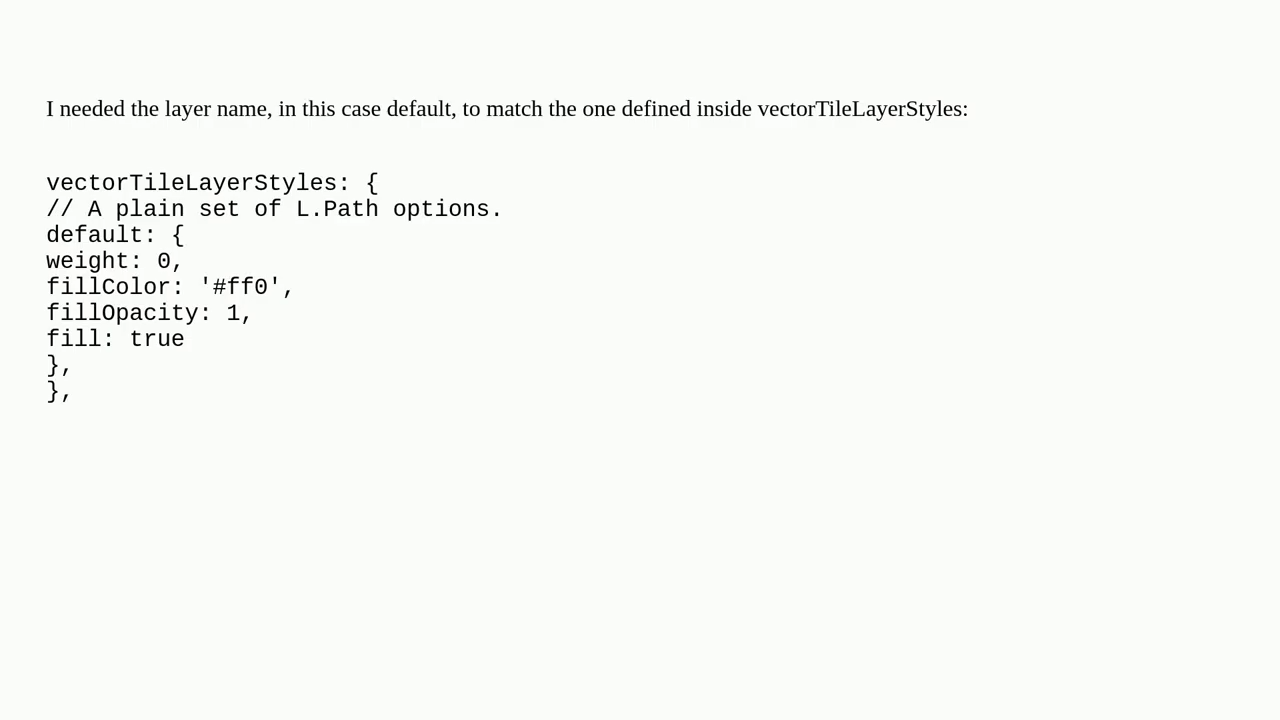 I needed the layer name, in this case default, to match the one defined inside vectorTileLayerStyles:
vectorTileLayerStyles: {
// A plain set of L.Path options.
default: {
weight: 0,
fillColor: '#ff0',
fillOpacity: 1,
fill: true
},
},